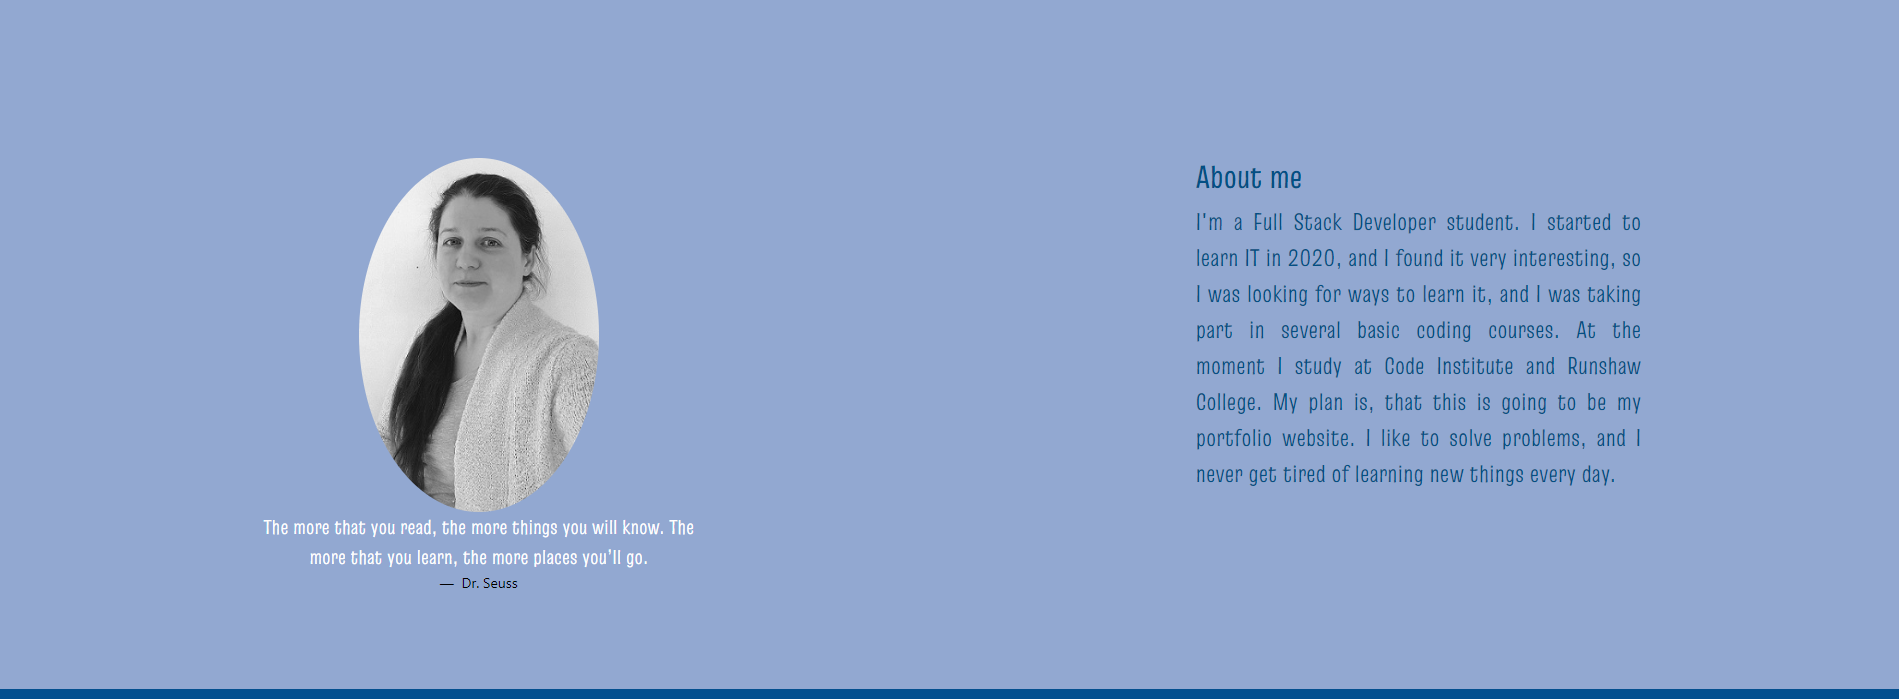 The more that you read, the more things you will know. The
more that you learn, the more places you'll go.
— Dr. Seuss
About me
I'm a Full Stack Developer student. I started to
learn IT in 2020, and I found it very interesting, so
I was looking for ways to learn it, and I was taking
part in several basic coding courses. At the
moment I study at Code Institute and Runshaw
College. My plan is, that this is going to be my
portfolio website. I like to solve problems, and I
never get tired of learning new things every day.